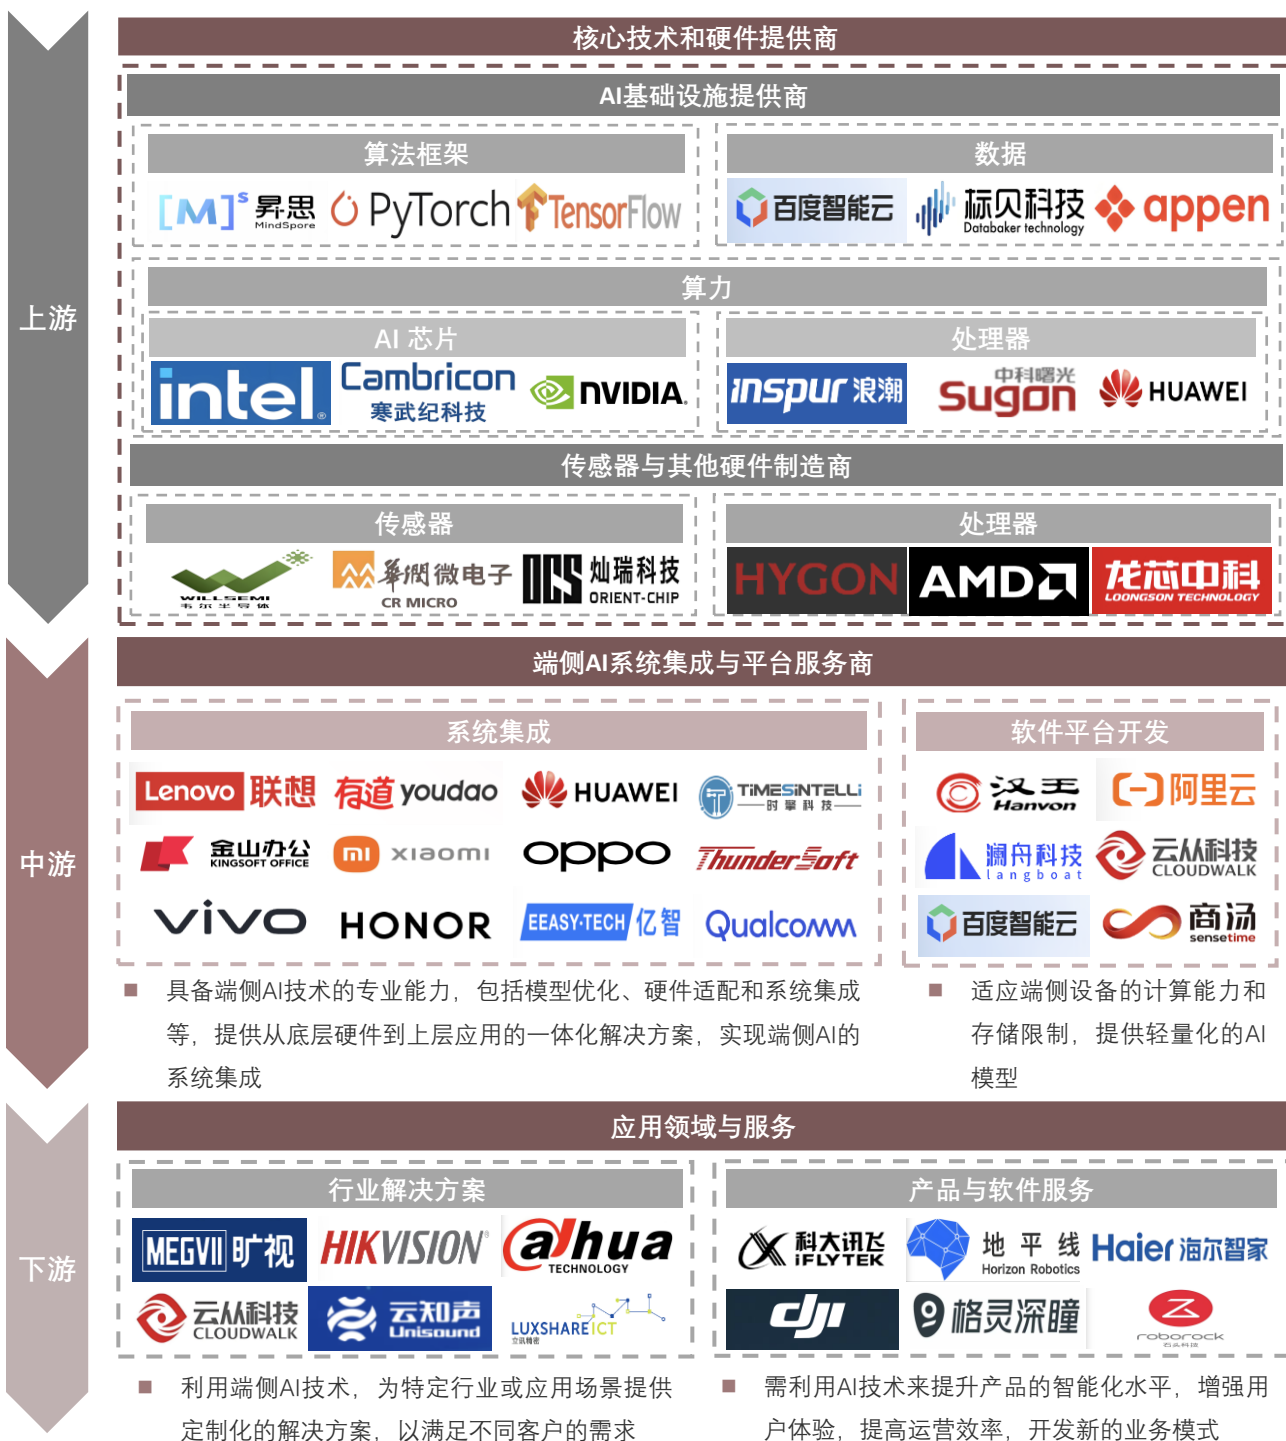 核心技术和硬件提供商
AI基础设施提供商
算法框架
数据
[M]s 昇思 MindSpore
PyTorch
TensorFlow
百度智能云
标贝科技 Databaker technology
appen
算力
上游
AI 芯片
处理器
intel.
Cambricon 寒武纪科技
NVIDIA.
inspur 浪潮
中科曙光 Sugon
HUAWEI
传感器与其他硬件制造商
传感器
处理器
WILLSEMI 韦尔半导体
華潤微电子 CR MICRO
OCS 灿瑞科技 ORIENT-CHIP
HYGON
AMD
龙芯中科 LOONGSON TECHNOLOGY
端侧AI系统集成与平台服务商
系统集成
软件平台开发
Lenovo 联想
有道 youdao
HUAWEI
TiMESiNTELLi 时擎科技
汉王 Hanvon
阿里云
中游
金山办公 KINGSOFT OFFICE
mi xiaomi
oppo
ThunderSoft
澜舟科技 langboat
云从科技 CLOUDWALK
vivo
HONOR
EEASY·TECH 亿智
Qualcomm
百度智能云
商汤 sensetime
■ 具备端侧AI技术的专业能力，包括模型优化、硬件适配和系统集成
等，提供从底层硬件到上层应用的一体化解决方案，实现端侧AI的
系统集成
■ 适应端侧设备的计算能力和
存储限制，提供轻量化的AI
模型
应用领域与服务
行业解决方案
产品与软件服务
下游
MEGVII 旷视
HIKVISION
alhua TECHNOLOGY
科大讯飞 iFLYTEK
地平线 Horizon Robotics
Haier 海尔智家
云从科技 CLOUDWALK
云知声 Unisound
LUXSHARE ICT 立讯精密
dji
格灵深瞳
roborock 石头科技
■ 利用端侧AI技术，为特定行业或应用场景提供
定制化的解决方案，以满足不同客户的需求
■ 需利用AI技术来提升产品的智能化水平，增强用
户体验，提高运营效率，开发新的业务模式